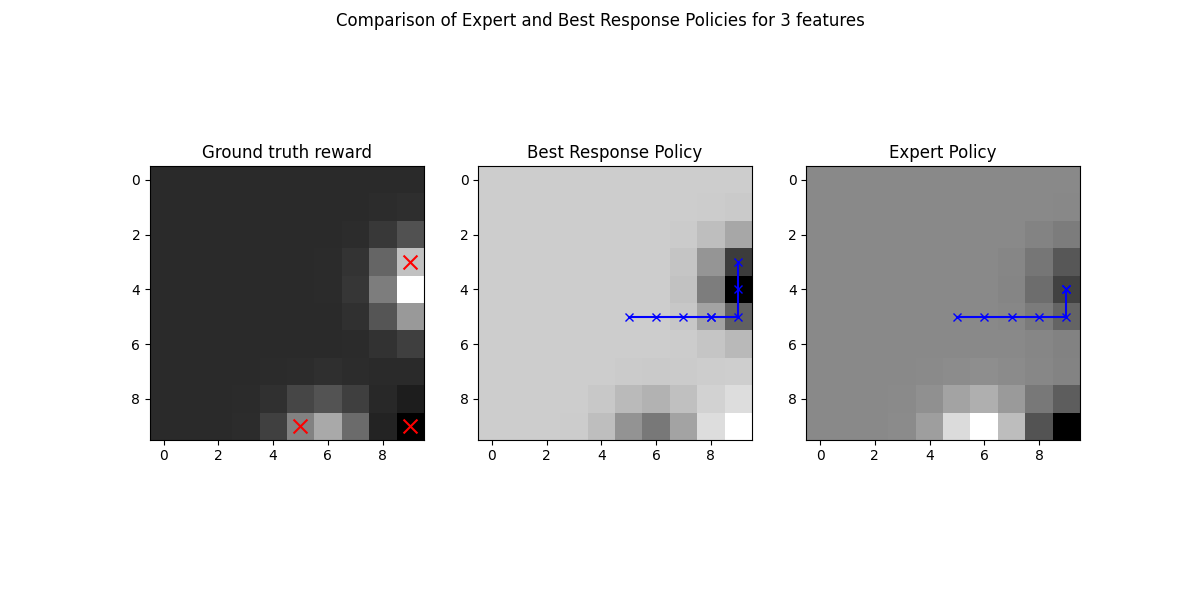 Comparison of Expert and Best Response Policies for 3 features
Ground truth reward
Best Response Policy
Expert Policy
0
2
4
6
8
0
2
4
6
8
0
2
4
6
8
0 2 4 6 8
0 2 4 6 8
0 2 4 6 8